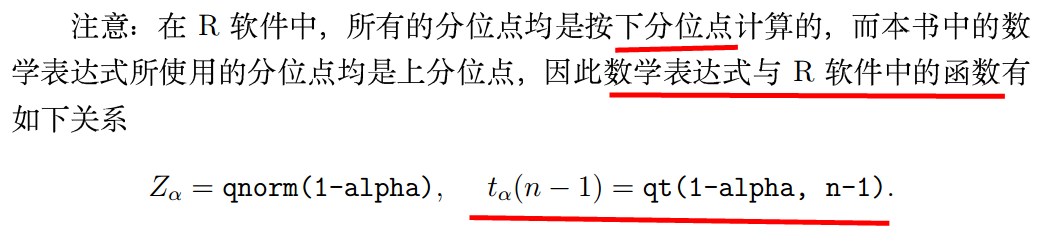 注意：在 R 软件中，所有的分位点均是按下分位点计算的，而本书中的数
学表达式所使用的分位点均是上分位点，因此数学表达式与 R 软件中的函数有
如下关系
Zα = qnorm(1-alpha), tα(n − 1) = qt(1-alpha, n-1).